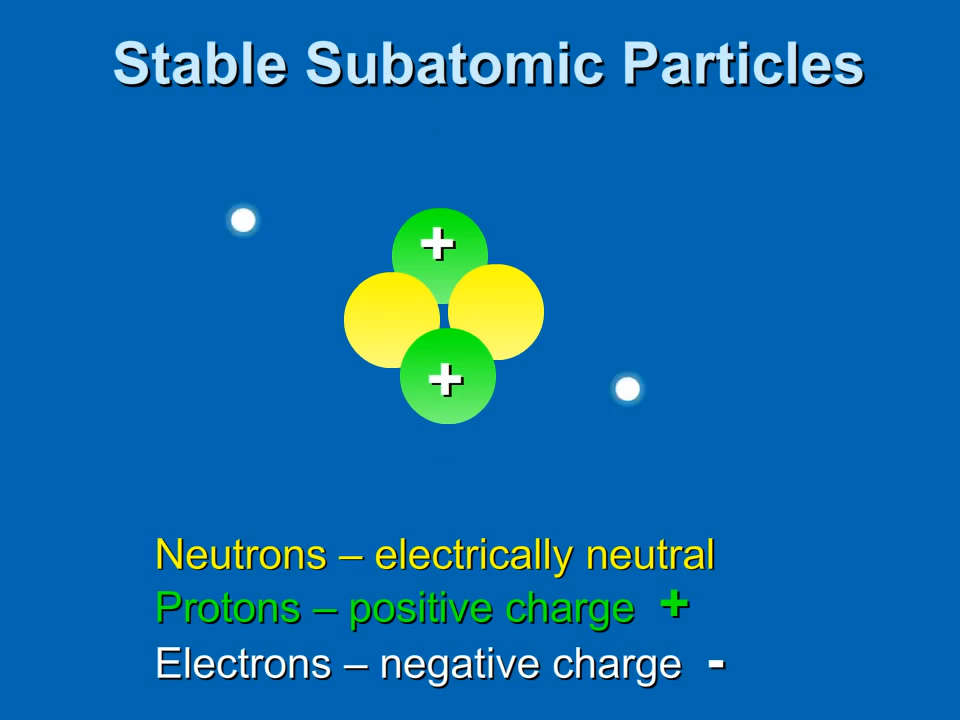 Stable Subatomic Particles
+
+
Neutrons – electrically neutral
Protons – positive charge +
Electrons – negative charge -